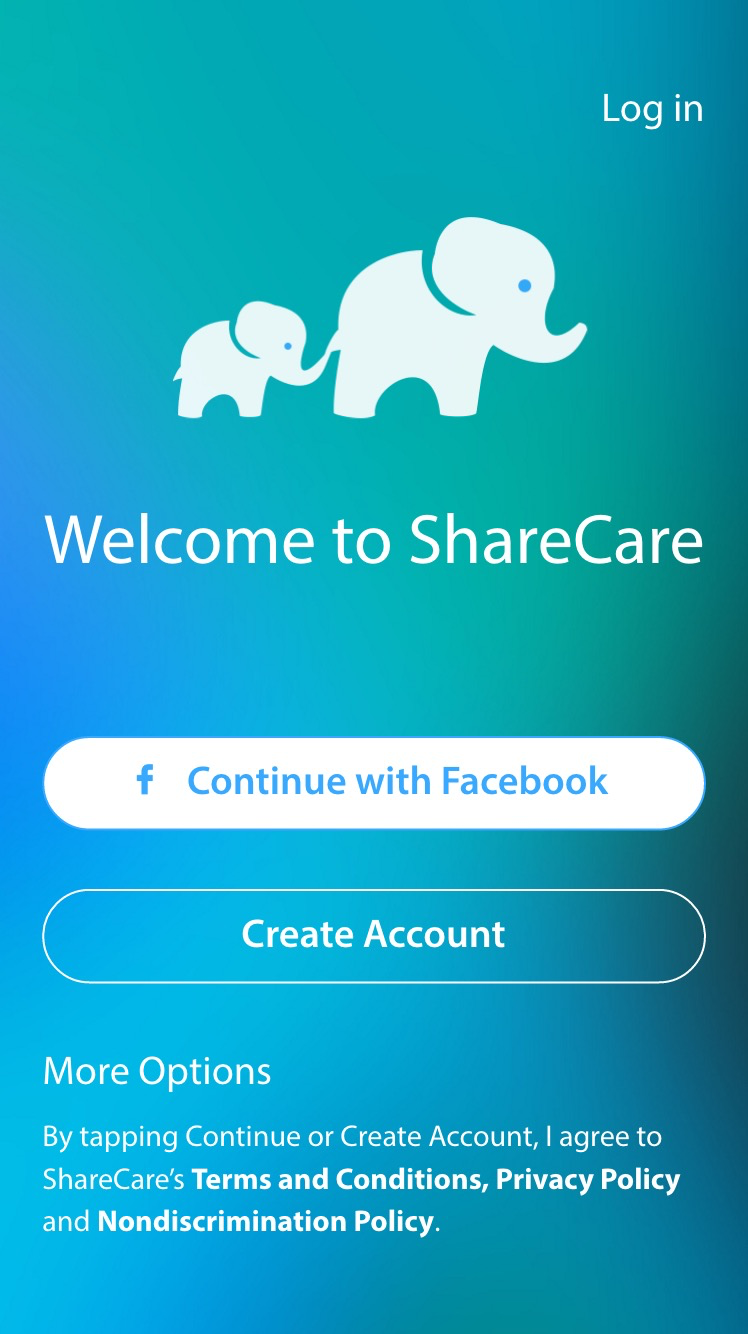 Log in
Welcome to ShareCare
f Continue with Facebook
Create Account
More Options
By tapping Continue or Create Account, I agree to
ShareCare’s Terms and Conditions, Privacy Policy
and Nondiscrimination Policy.